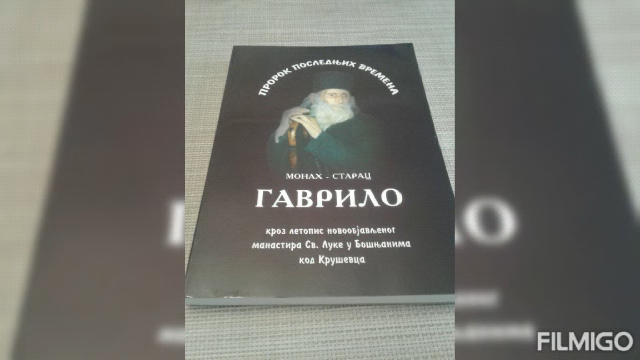 ПРОРОК ПОСЛЕДЊИХ ВРЕМЕНА
МОНАХ - СТАРАЦ
ГАВРИЛО
кроз летопис новообјављеног
манастира Св. Луке у Бошњанима
код Крушевца
FILMIGO